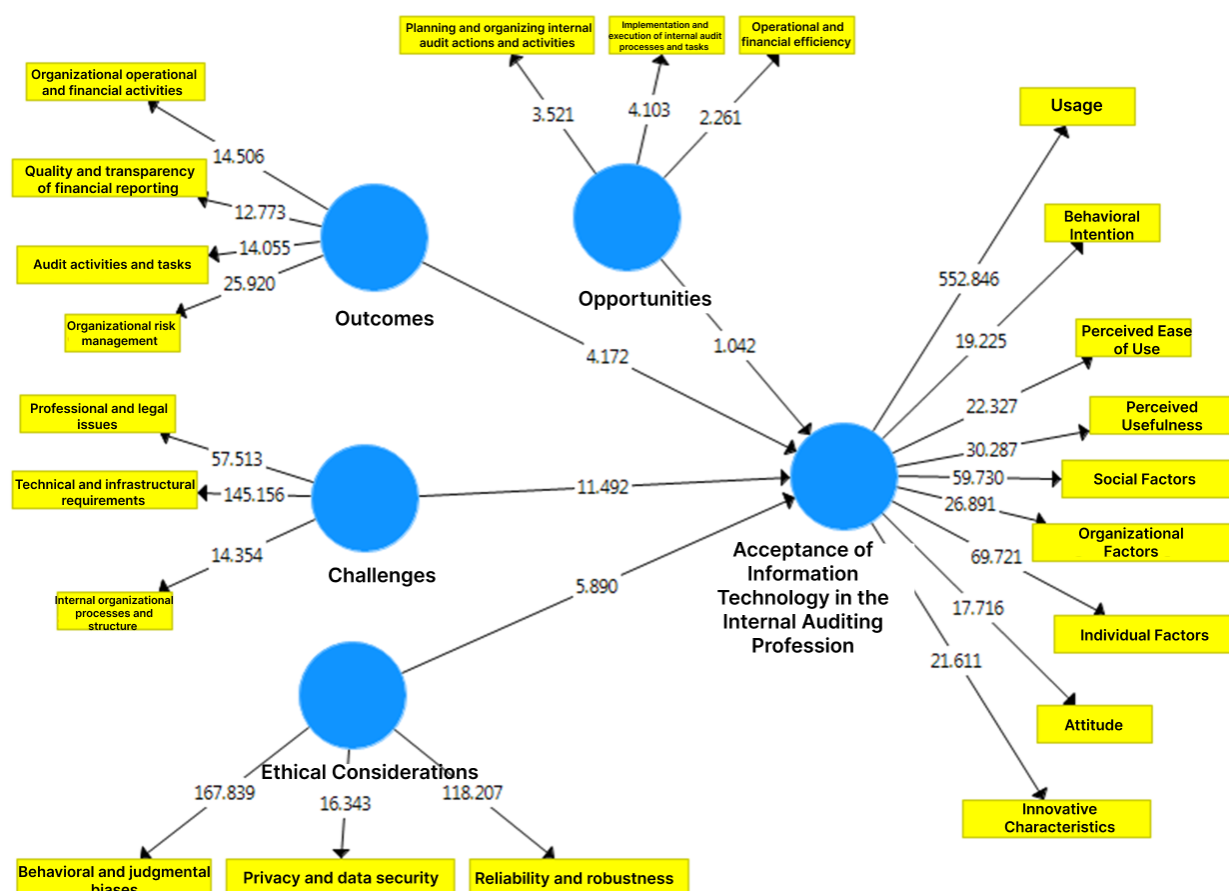 Planning and organizing internal
audit actions and activities
Implementation and
execution of internal audit
processes and tasks
Operational and
financial efficiency
3.521
4.103
2.261
Opportunities
1.042
Organizational operational
and financial activities
14.506
Quality and transparency
of financial reporting
12.773
Audit activities and tasks
14.055
25.920
Organizational risk
management
Outcomes
4.172
Professional and legal
issues
57.513
Technical and infrastructural
requirements
145.156
14.354
Internal organizational
processes and
structure
Challenges
11.492
5.890
Ethical Considerations
167.839
16.343
118.207
Behavioral and judgmental
biases
Privacy and data security
Reliability and robustness
Acceptance of
Information
Technology in the
Internal Auditing
Profession
Usage
552.846
Behavioral
Intention
19.225
Perceived Ease
of Use
22.327
Perceived
Usefulness
30.287
59.730
Social Factors
26.891
Organizational
Factors
69.721
Individual Factors
17.716
Attitude
21.611
Innovative
Characteristics